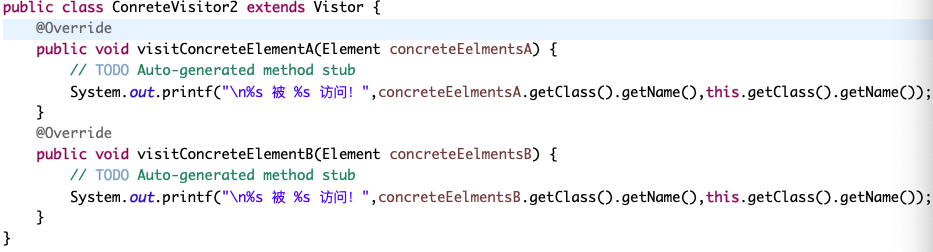 public class ConreteVisitor2 extends Vistor {
    @Override
    public void visitConcreteElementA(Element concreteEelmentsA) {
        // TODO Auto-generated method stub
        System.out.printf("\n%s 被 %s 访问! ",concreteEelmentsA.getClass().getName(),this.getClass().getName());
    }
    @Override
    public void visitConcreteElementB(Element concreteEelmentsB) {
        // TODO Auto-generated method stub
        System.out.printf("\n%s 被 %s 访问! ",concreteEelmentsB.getClass().getName(),this.getClass().getName());
    }
}